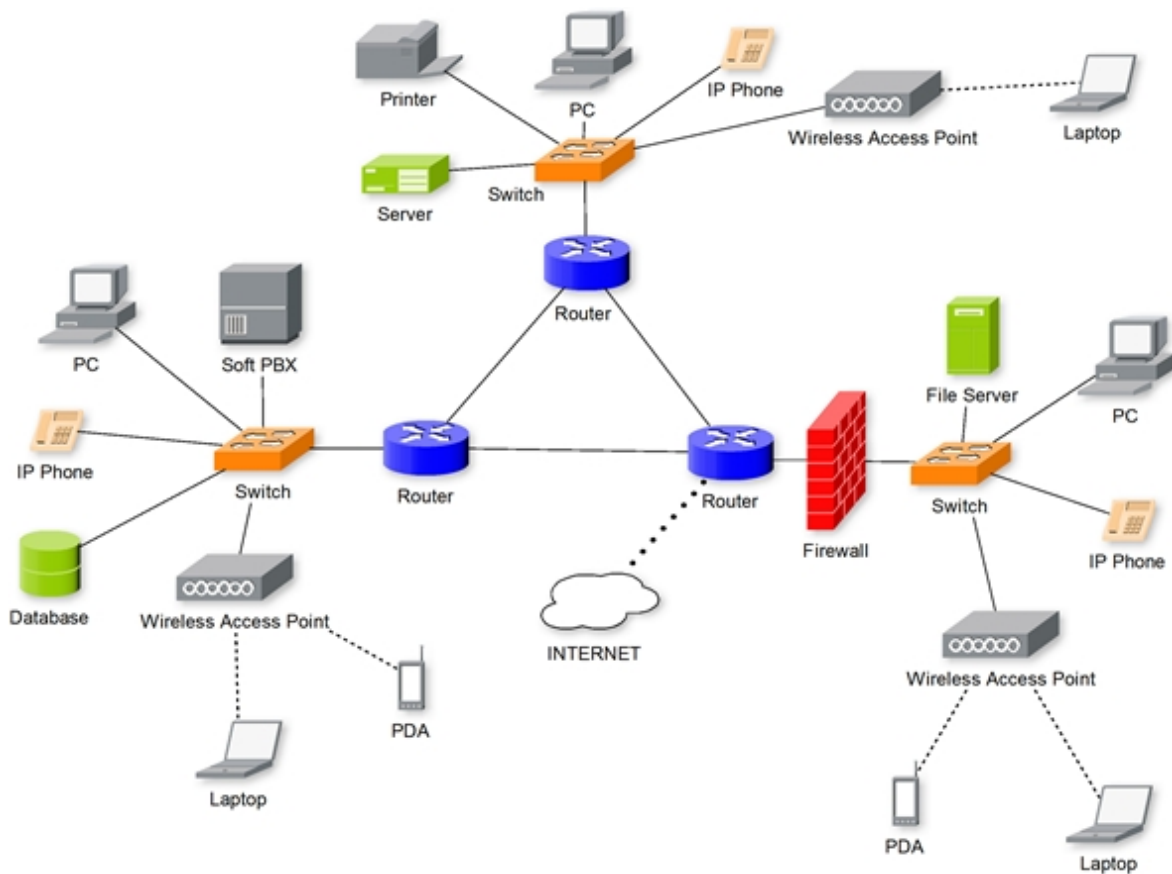 Printer
PC
IP Phone
Wireless Access Point
Laptop
Server
Switch
Router
PC
Soft PBX
File Server
PC
IP Phone
Switch
Router
Router
Firewall
Switch
IP Phone
Database
Wireless Access Point
INTERNET
Wireless Access Point
PDA
Laptop
PDA
Laptop